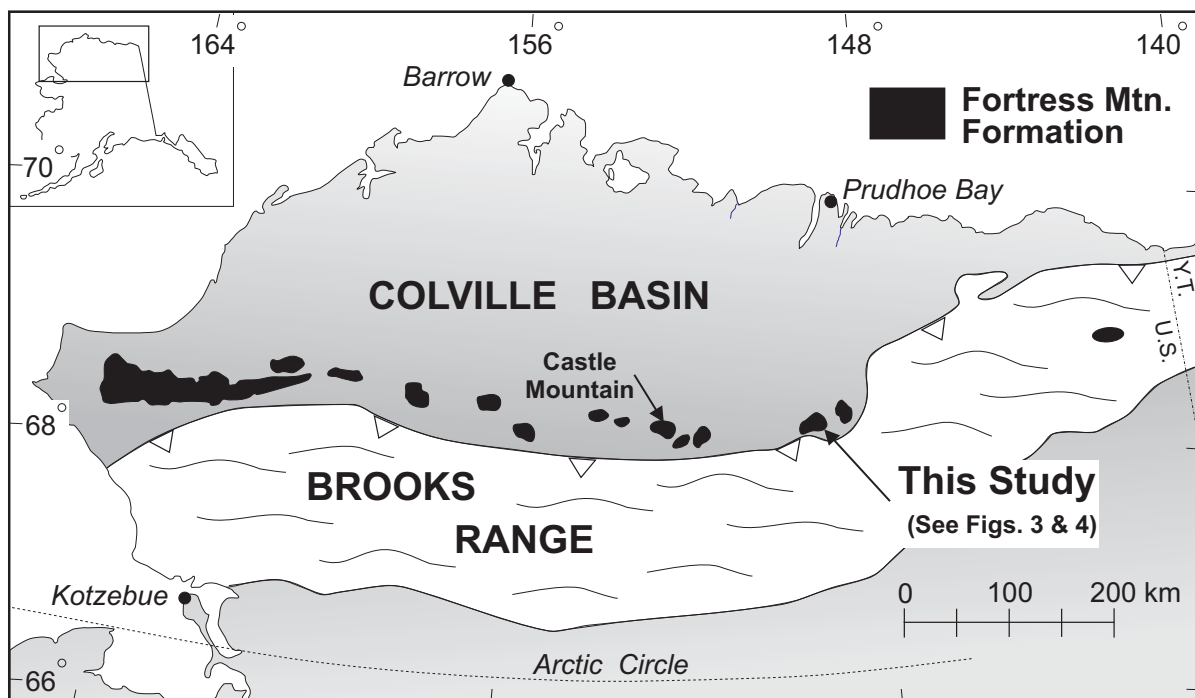 164°
156°
148°
140°
Barrow
Fortress Mtn.
Formation
70°
Prudhoe Bay
COLVILLE BASIN
Y.T.
U.S.
Castle
Mountain
68°
This Study
(See Figs. 3 & 4)
BROOKS
RANGE
Kotzebue
0 100 200 km
Arctic Circle
66°